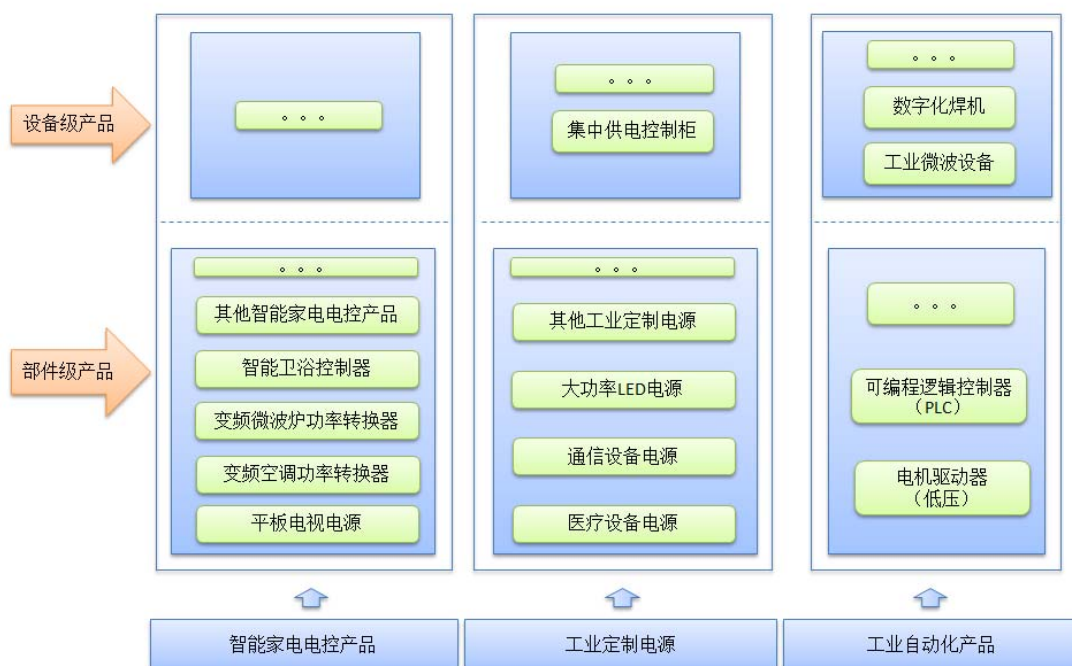 设备级产品
。。。
。。。
集中供电控制柜
。。。
数字化焊机
工业微波设备
部件级产品
。。。
其他智能家电电控产品
智能卫浴控制器
变频微波炉功率转换器
变频空调功率转换器
平板电视电源
。。。
其他工业定制电源
大功率LED电源
通信设备电源
医疗设备电源
。。。
可编程逻辑控制器
（PLC）
电机驱动器
（低压）
智能家电电控产品
工业定制电源
工业自动化产品